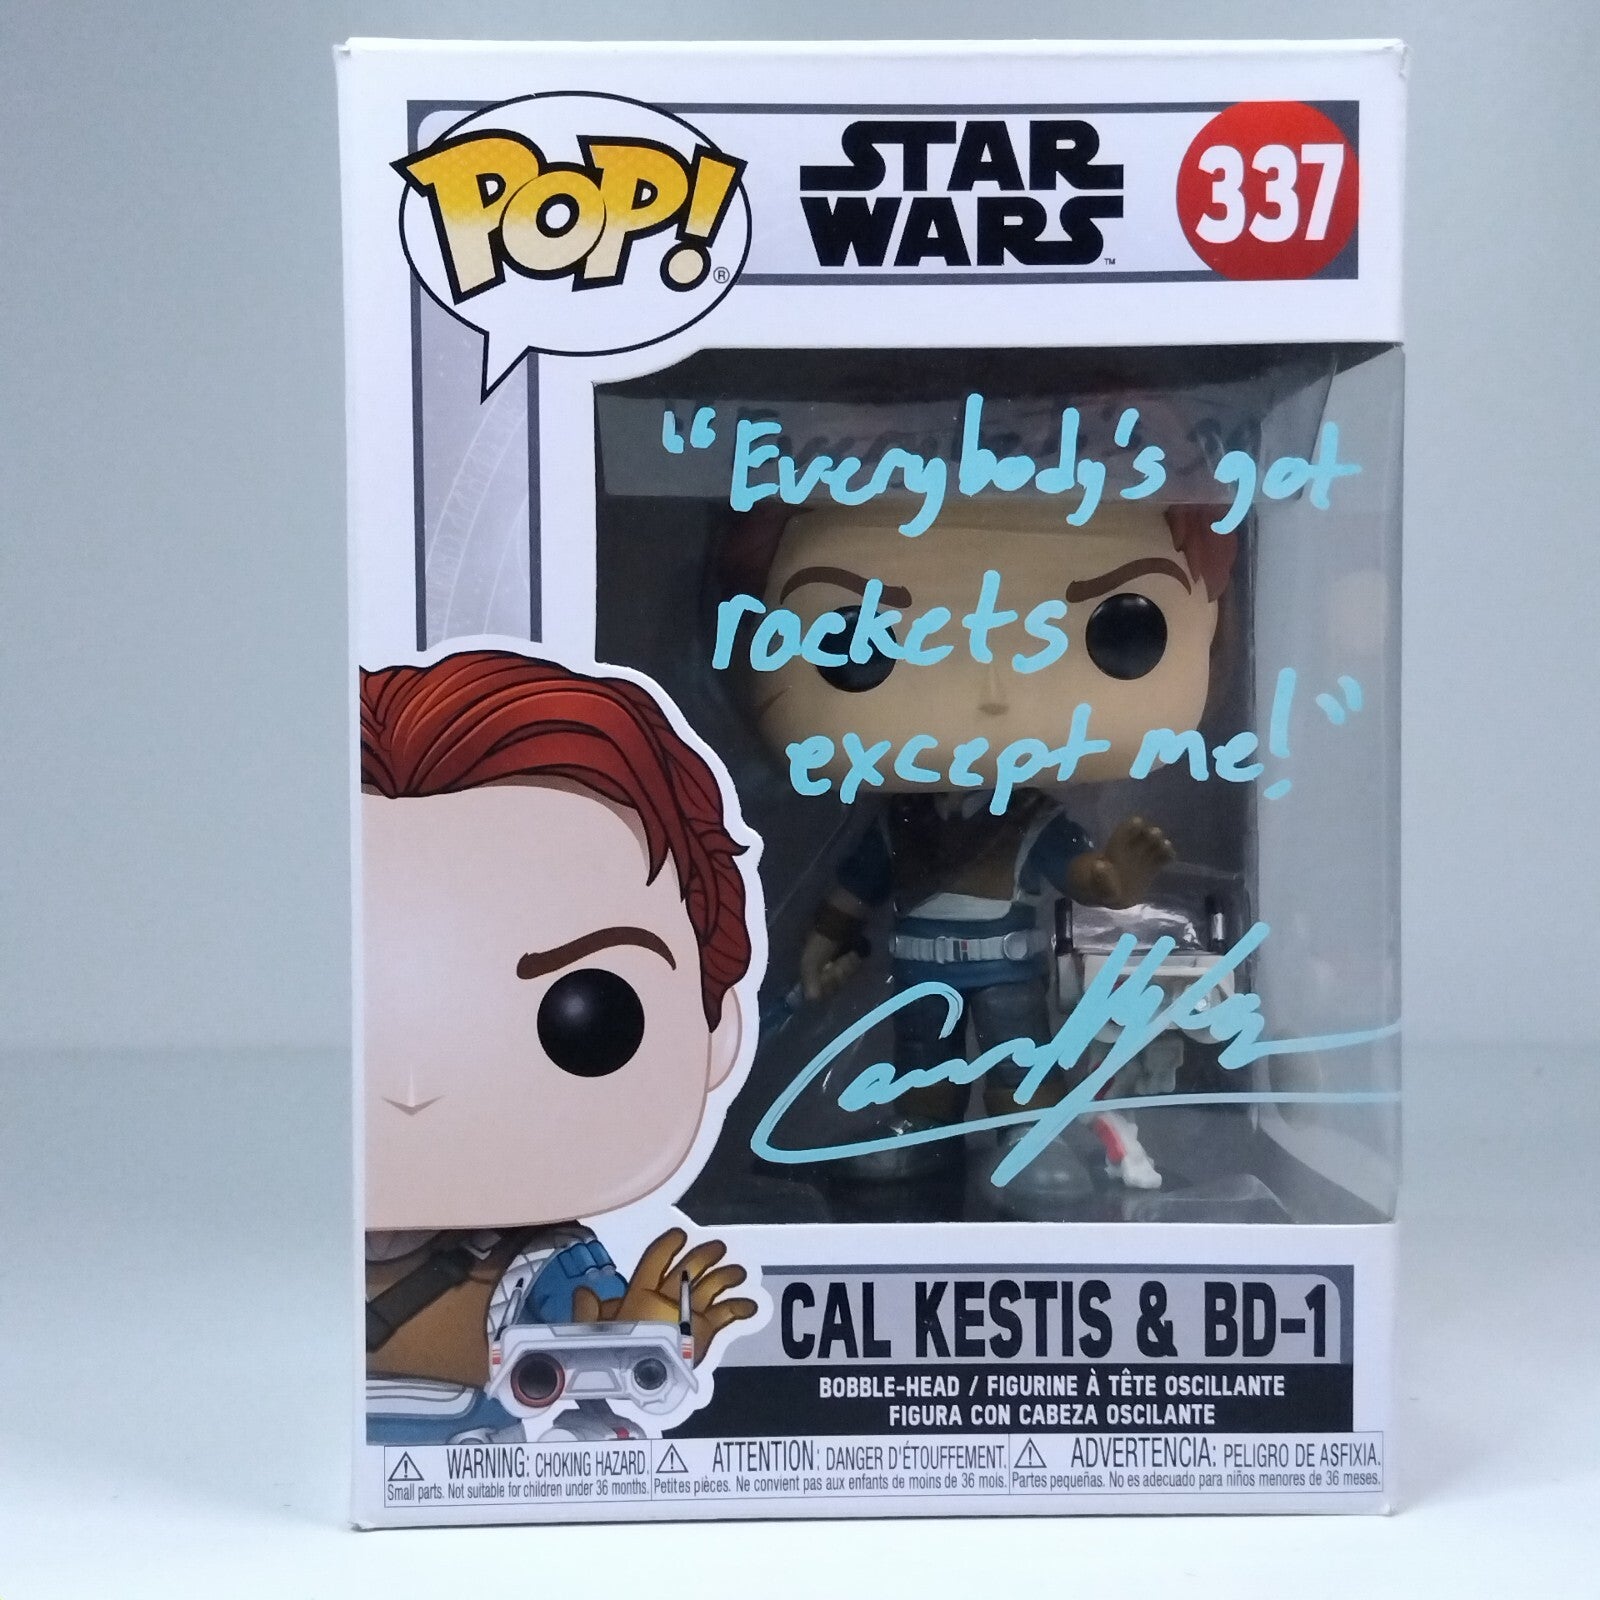 POP!
®
STAR
WARS
™
337
"Everybody's got
rockets
except me!"
CAL KESTIS & BD-1
BOBBLE-HEAD / FIGURINE À TÊTE OSCILLANTE
FIGURA CON CABEZA OSCILANTE
WARNING: CHOKING HAZARD.
Small parts. Not suitable for children under 36 months.
ATTENTION: DANGER D'ÉTOUFFEMENT.
Petites pièces. Ne convient pas aux enfants de moins de 36 mois.
ADVERTENCIA: PELIGRO DE ASFIXIA.
Partes pequeñas. No es adecuado para niños menores de 36 meses.